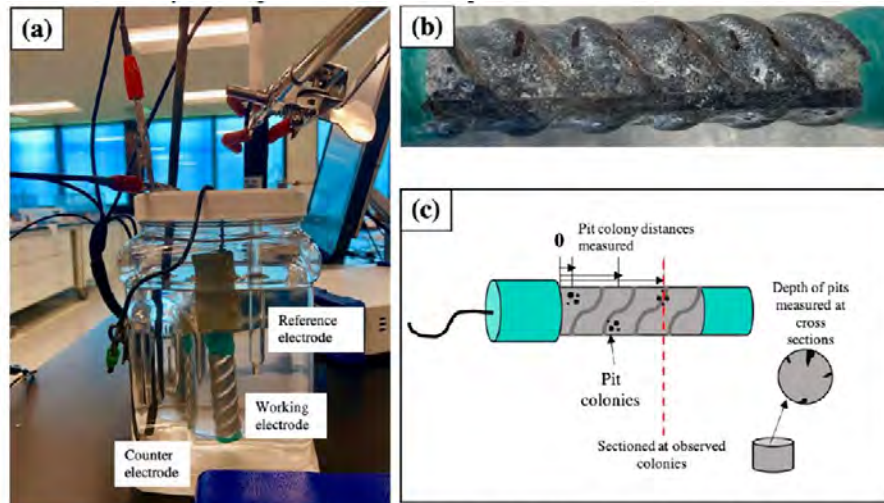 (a)
Reference
electrode
Working
electrode
Counter
electrode
(b)
(c)
0
Pit colony distances
measured
Depth of pits
measured at
cross
sections
Pit
colonies
Sectioned at observed
colonies